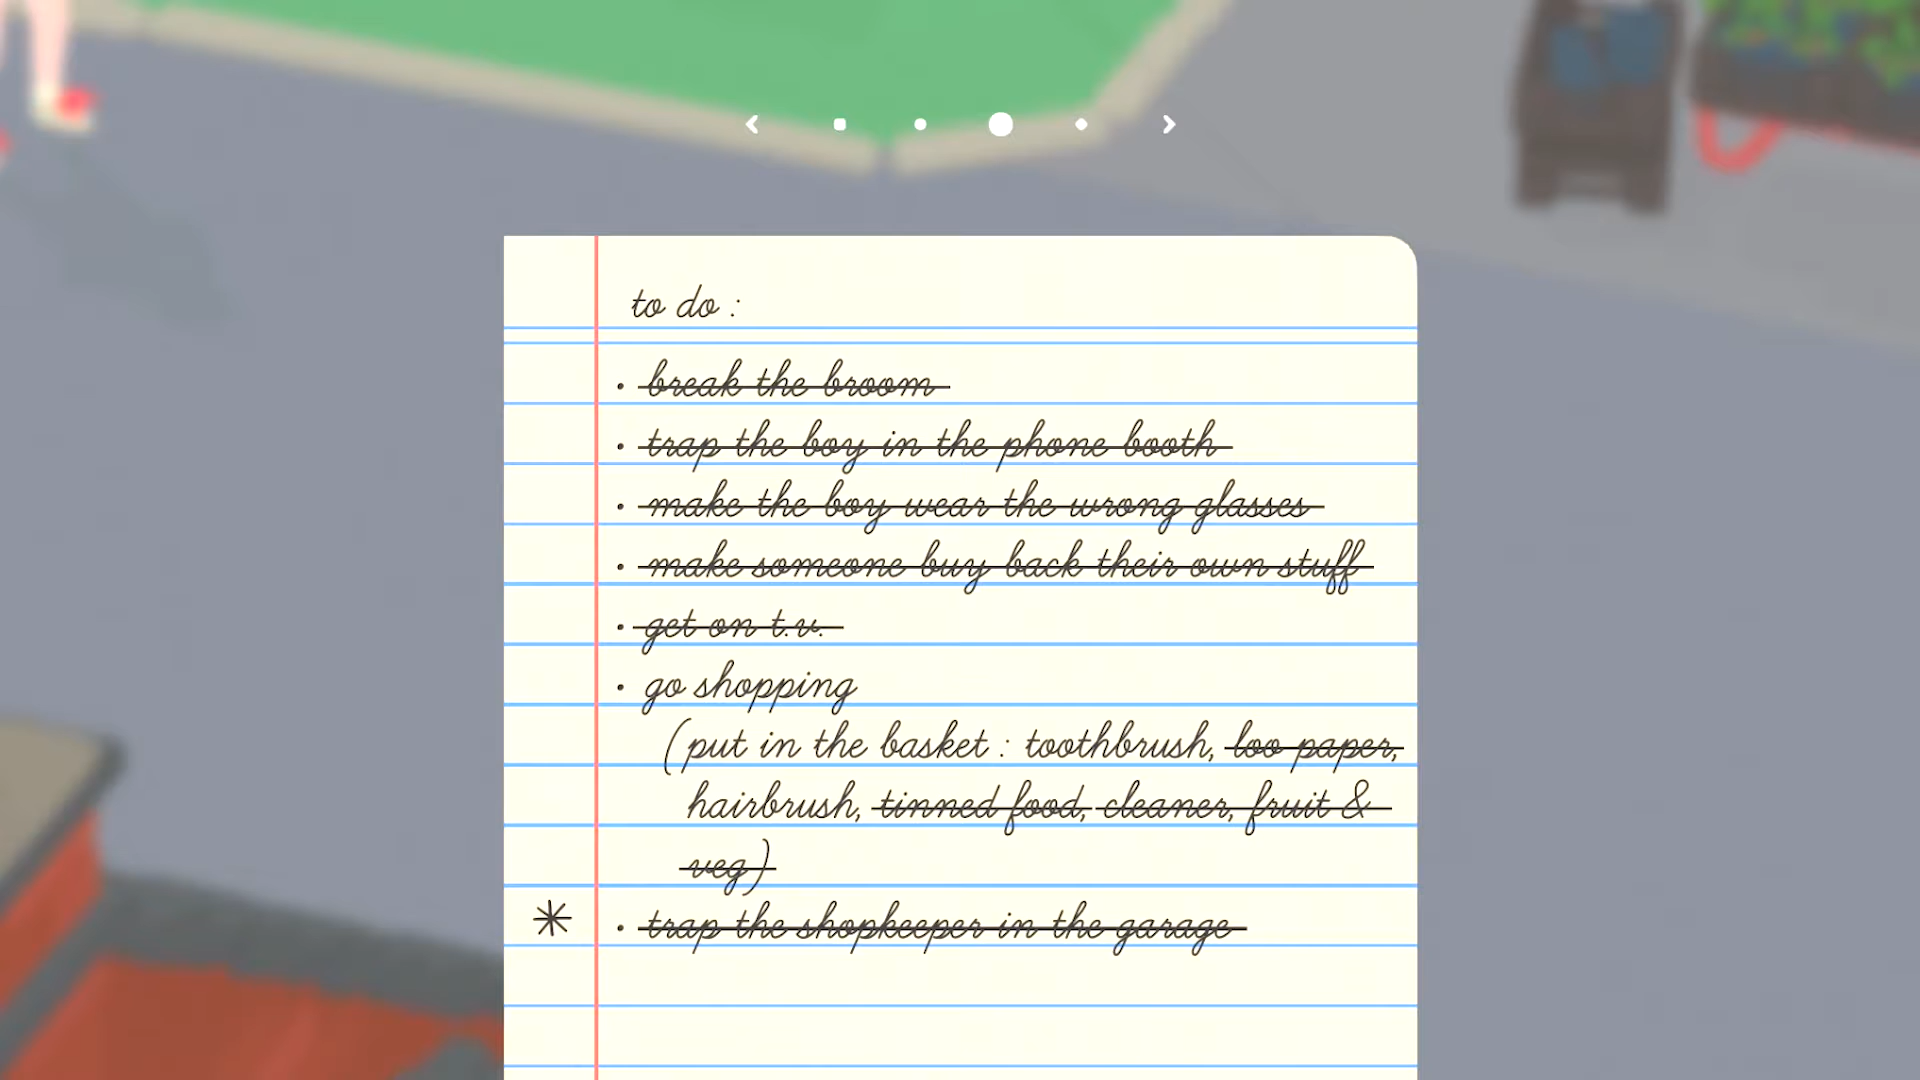 to do :
• break the broom
• trap the boy in the phone booth
• make the boy wear the wrong glasses
• make someone buy back their own stuff
• get on t.v.
• go shopping
(put in the basket : toothbrush, loo paper,
hairbrush, tinned food, cleaner, fruit &
veg)
* • trap the shopkeeper in the garage